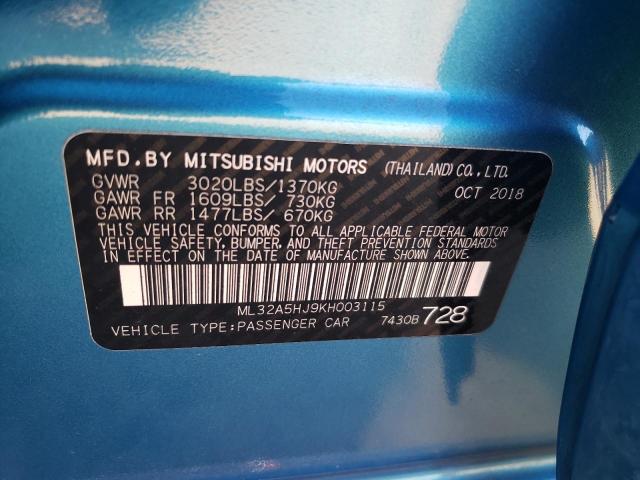 MFD. BY MITSUBISHI MOTORS (THAILAND) CO., LTD.
GVWR 3020LBS/1370KG OCT 2018
GAWR FR 1609LBS/ 730KG
GAWR RR 1477LBS/ 670KG
THIS VEHICLE CONFORMS TO ALL APPLICABLE FEDERAL MOTOR
VEHICLE SAFETY, BUMPER, AND THEFT PREVENTION STANDARDS
IN EFFECT ON THE DATE OF MANUFACTURE SHOWN ABOVE.
ML32A5HJ9KH003115
VEHICLE TYPE:PASSENGER CAR 7430B 728